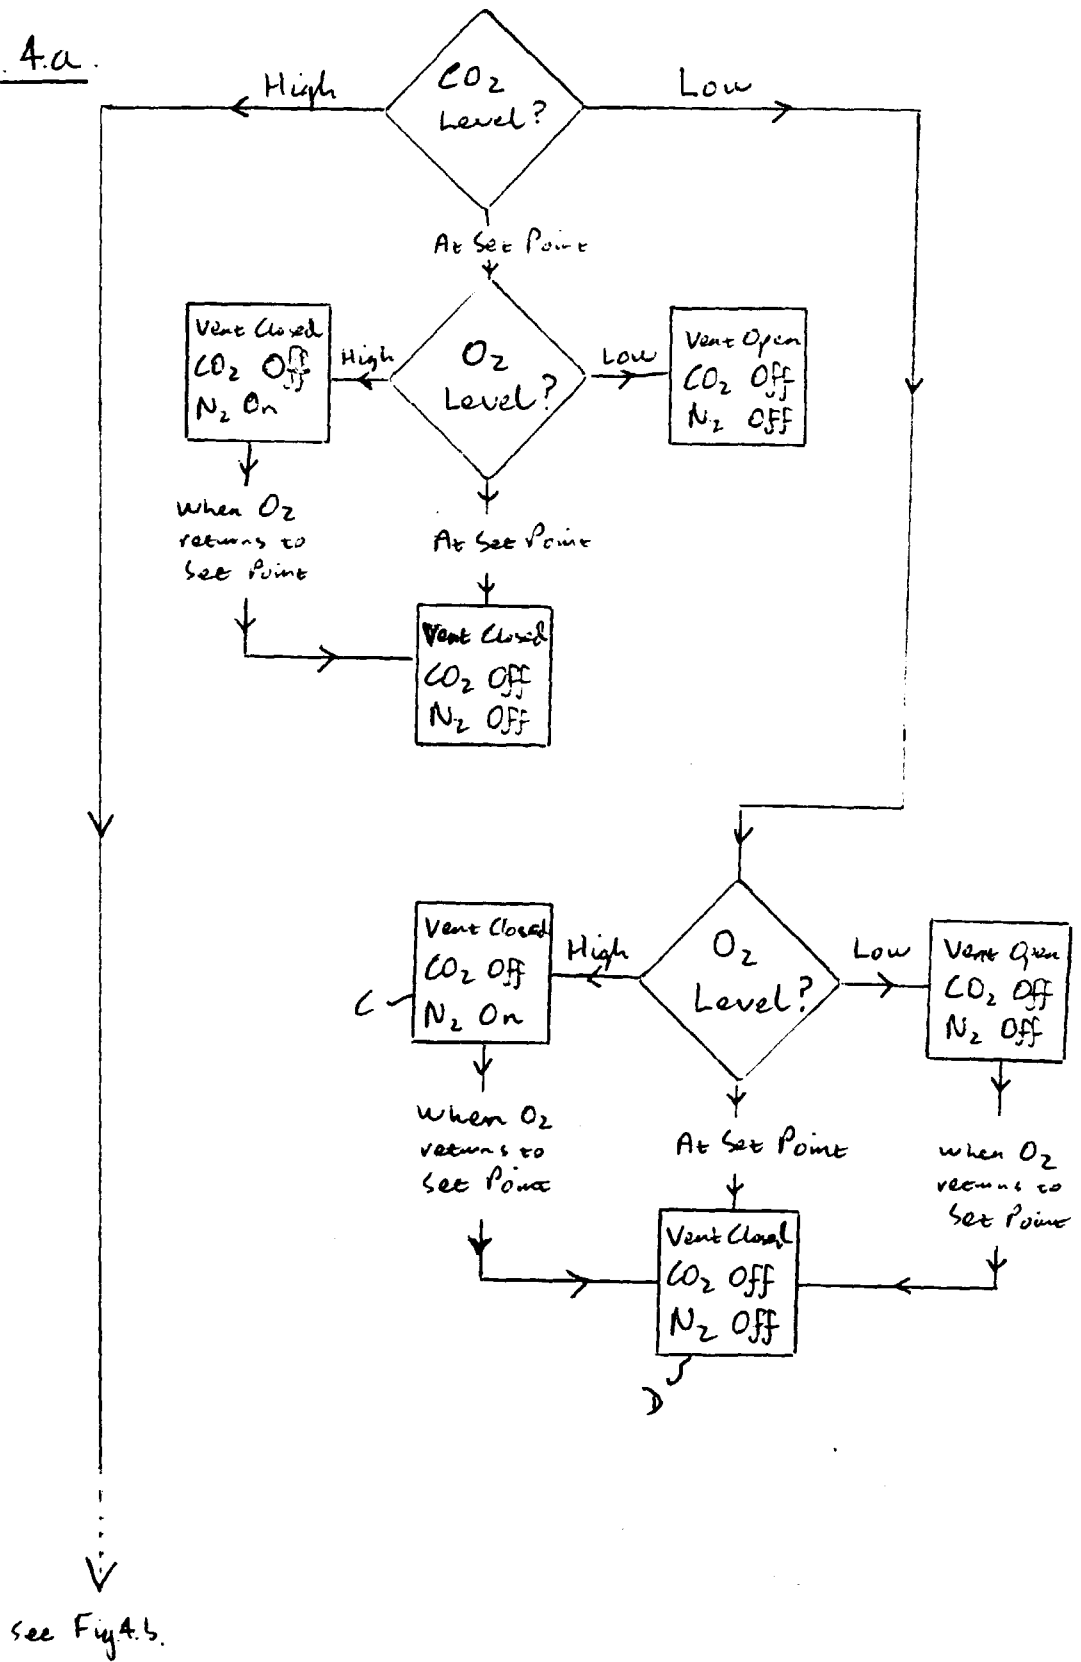 . 4.a.
CO2
Level?
High
Low
At Set Point
Vent Closed
CO2 Off
N2 On
High
O2
Level?
Low
Vent Open
CO2 Off
N2 Off
When O2
returns to
Set Point
At Set Point
Vent Closed
CO2 Off
N2 Off
Vent Closed
CO2 Off
N2 On
C
High
O2
Level?
Low
Vent Open
CO2 Off
N2 Off
When O2
returns to
Set Point
At Set Point
when O2
returns to
Set Point
Vent Closed
CO2 Off
N2 Off
D
see Fig 4.b.